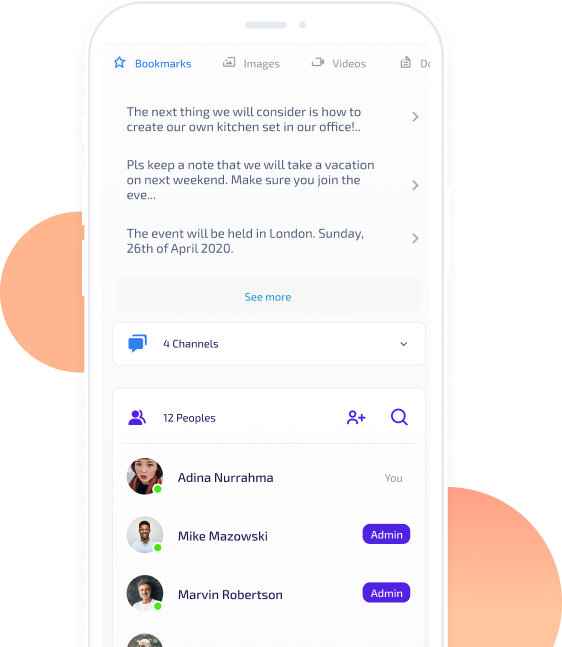 Bookmarks Images Videos
The next thing we will consider is how to
create our own kitchen set in our office!..
Pls keep a note that we will take a vacation
on next weekend. Make sure you join the
eve...
The event will be held in London. Sunday,
26th of April 2020.
See more
4 Channels
12 Peoples
Adina Nurrahma You
Mike Mazowski Admin
Marvin Robertson Admin